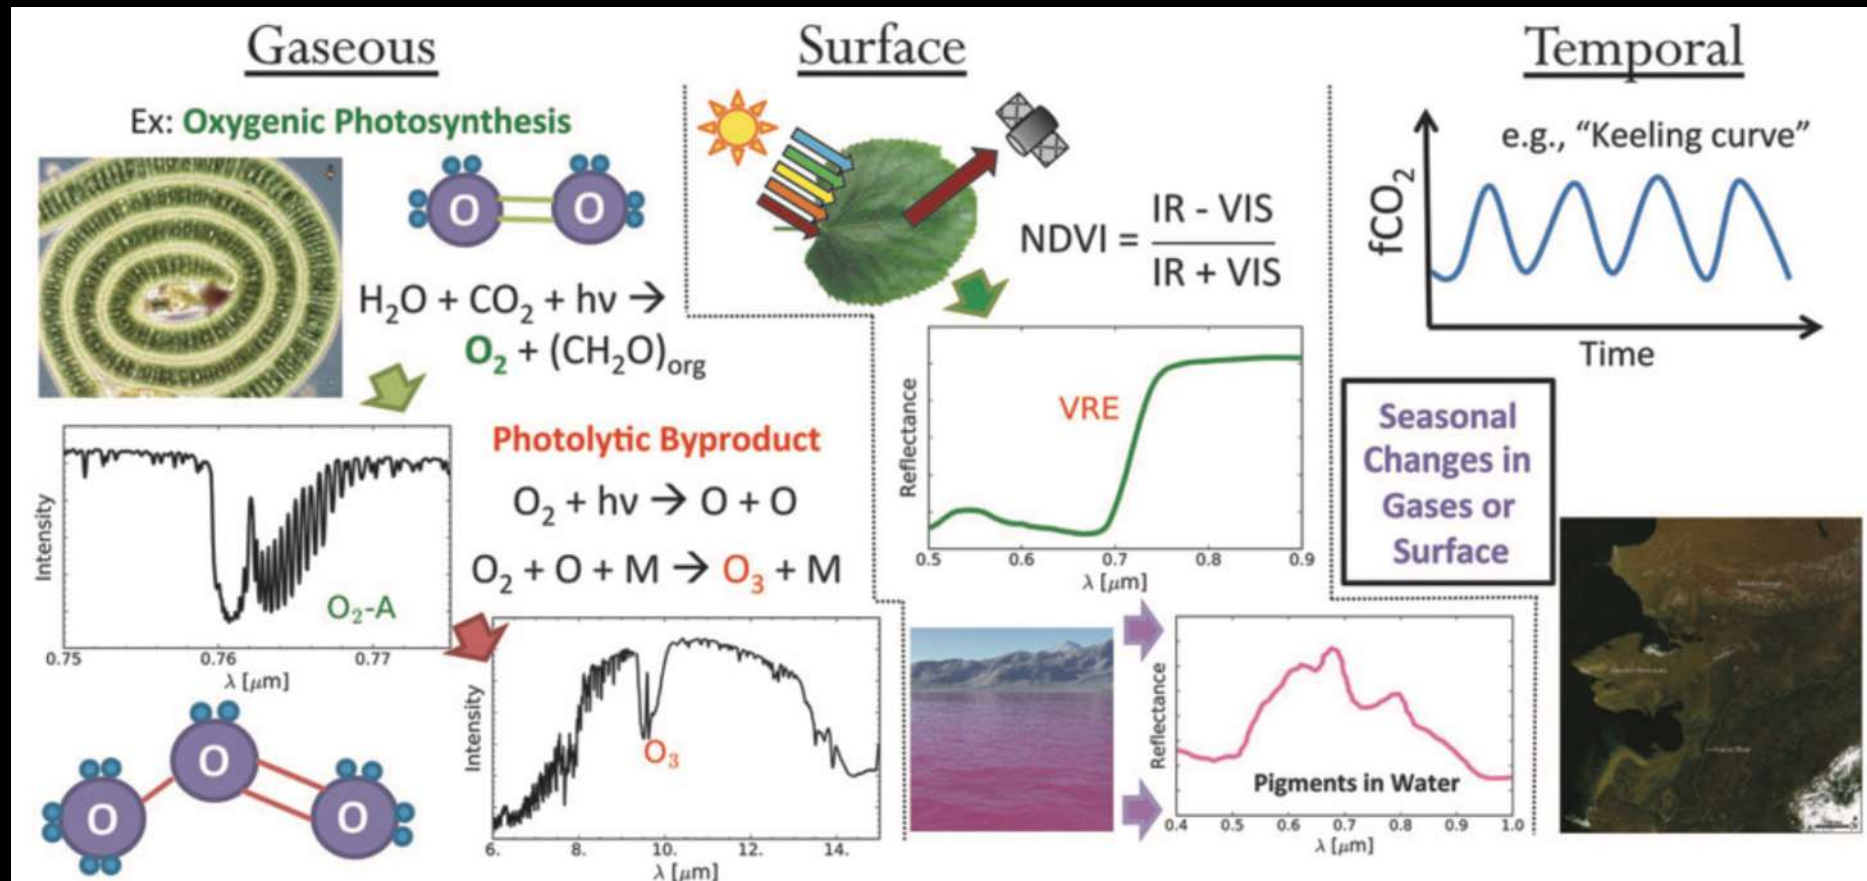 Gaseous
Ex: Oxygenic Photosynthesis
O O
H₂O + CO₂ + hν →
O₂ + (CH₂O)org
Intensity
O₂-A
0.75 0.76 0.77
λ [μm]
Photolytic Byproduct
O₂ + hν → O + O
O₂ + O + M → O₃ + M
O O O
Intensity
O₃
6. 8. 10. 12. 14.
λ [μm]
Surface
NDVI = IR - VIS
IR + VIS
Reflectance
VRE
0.5 0.6 0.7 0.8 0.9
λ [μm]
Reflectance
Pigments in Water
0.4 0.5 0.6 0.7 0.8 0.9 1.0
λ [μm]
Temporal
e.g., “Keeling curve”
fCO₂
Time
Seasonal
Changes in
Gases or
Surface